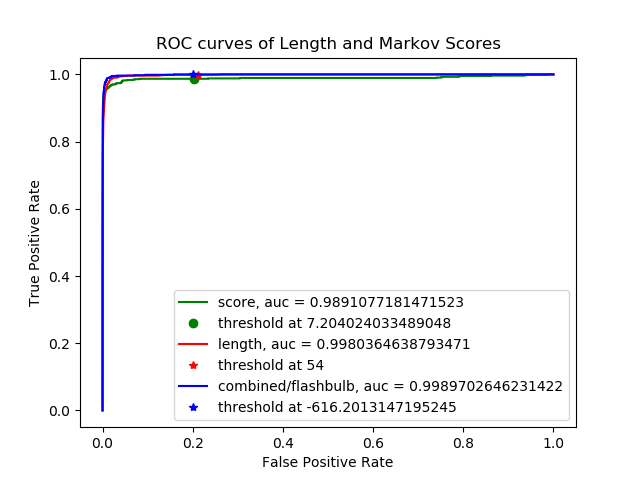 ROC curves of Length and Markov Scores
1.0
0.8
0.6
0.4
0.2
0.0
True Positive Rate
score, auc = 0.9891077181471523
threshold at 7.204024033489048
length, auc = 0.9980364638793471
threshold at 54
combined/flashbulb, auc = 0.9989702646231422
threshold at -616.2013147195245
0.0 0.2 0.4 0.6 0.8 1.0
False Positive Rate